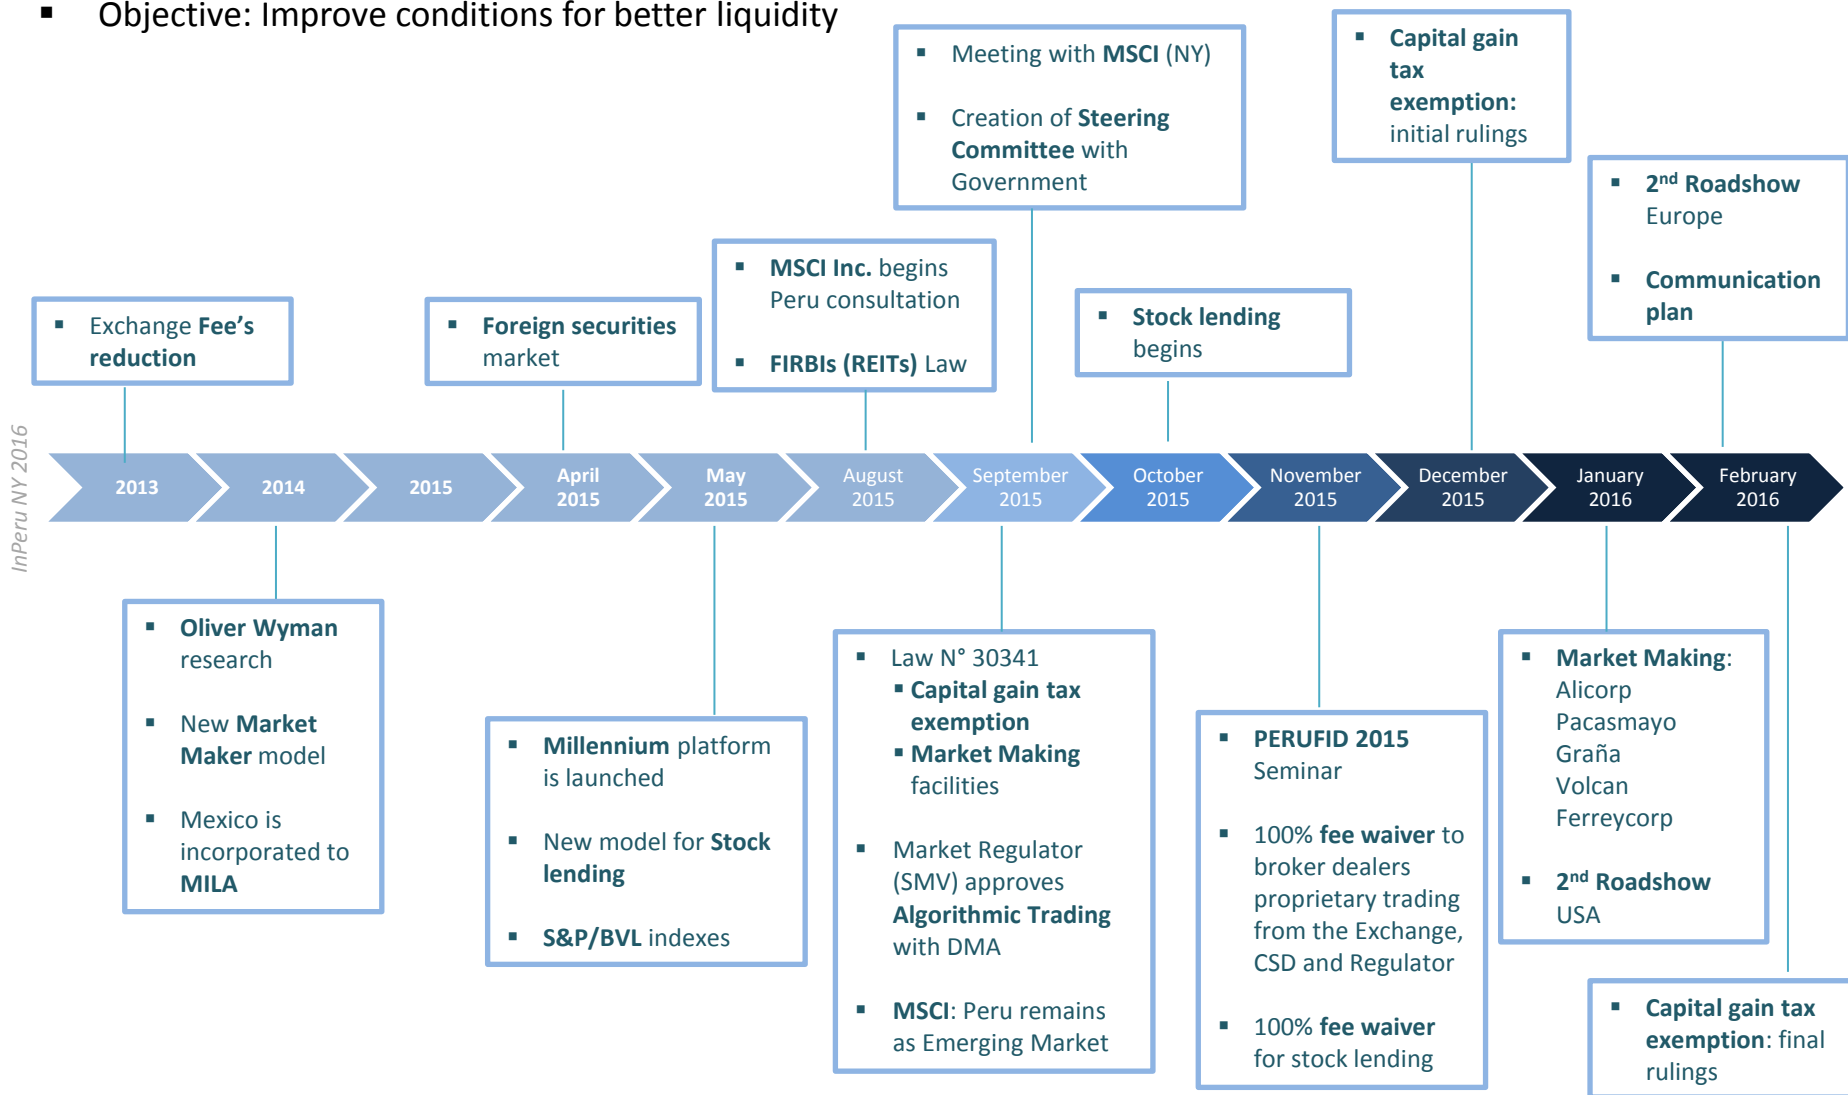 ▪ Objective: Improve conditions for better liquidity
▪ Meeting with MSCI (NY)
▪ Creation of Steering
Committee with
Government
▪ Capital gain
tax
exemption:
initial rulings
▪ 2nd Roadshow
Europe
▪ Communication
plan
▪ MSCI Inc. begins
Peru consultation
▪ FIRBIs (REITs) Law
▪ Exchange Fee’s
reduction
▪ Foreign securities
market
▪ Stock lending
begins
InPeru NY 2016
2013
2014
2015
April
2015
May
2015
August
2015
September
2015
October
2015
November
2015
December
2015
January
2016
February
2016
▪ Oliver Wyman
research
▪ New Market
Maker model
▪ Mexico is
incorporated to
MILA
▪ Millennium platform
is launched
▪ New model for Stock
lending
▪ S&P/BVL indexes
▪ Law N° 30341
▪ Capital gain tax
exemption
▪ Market Making
facilities
▪ Market Regulator
(SMV) approves
Algorithmic Trading
with DMA
▪ MSCI: Peru remains
as Emerging Market
▪ PERUFID 2015
Seminar
▪ 100% fee waiver to
broker dealers
proprietary trading
from the Exchange,
CSD and Regulator
▪ 100% fee waiver
for stock lending
▪ Market Making:
Alicorp
Pacasmayo
Graña
Volcan
Ferreycorp
▪ 2nd Roadshow
USA
▪ Capital gain tax
exemption: final
rulings